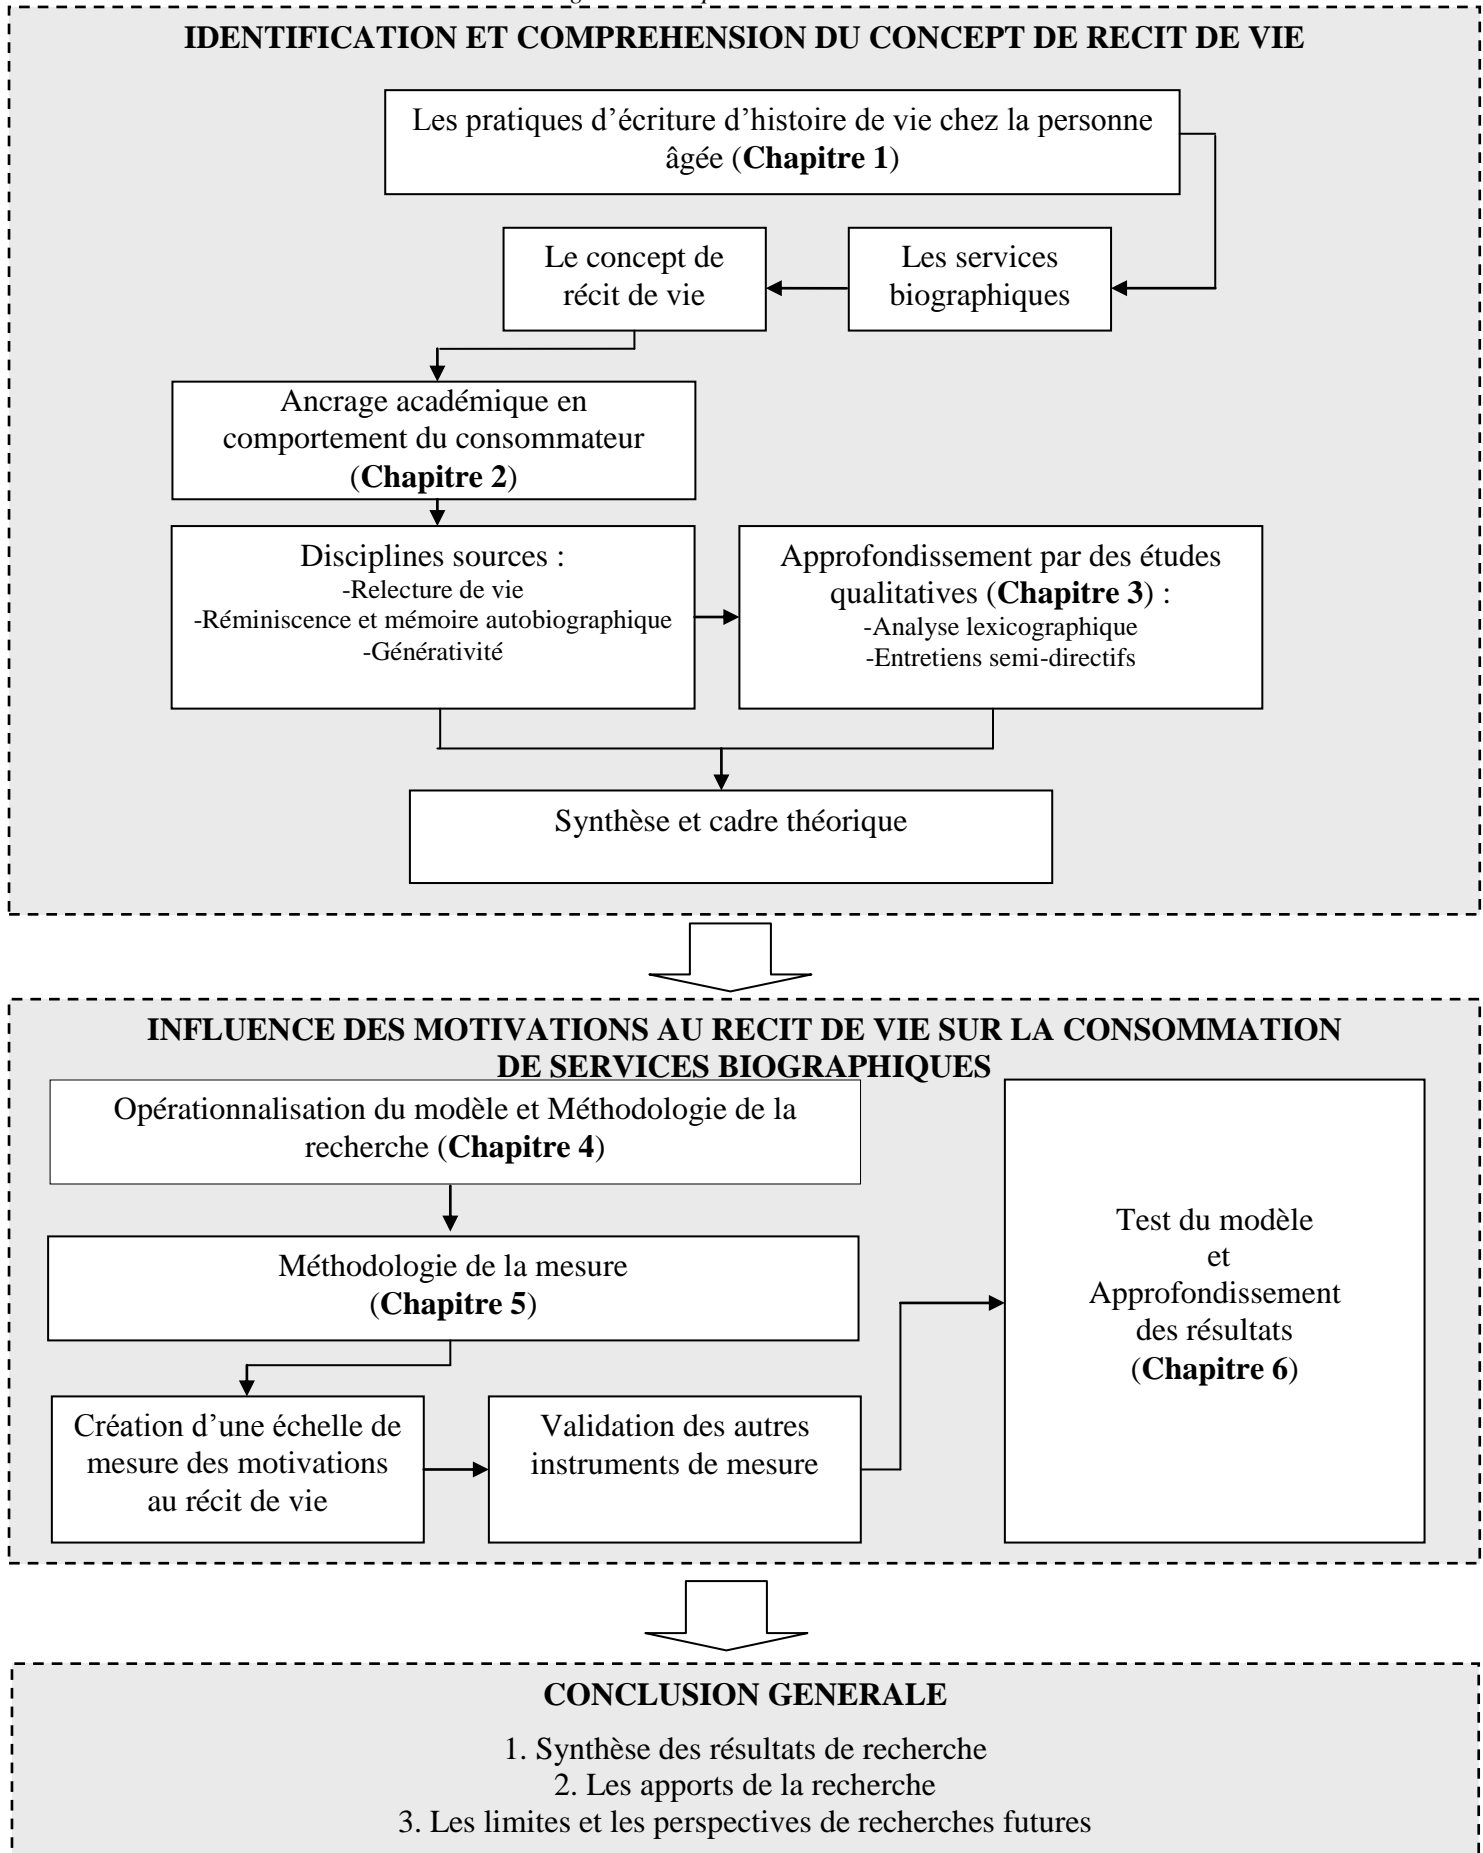 IDENTIFICATION ET COMPREHENSION DU CONCEPT DE RECIT DE VIE
Les pratiques d’écriture d’histoire de vie chez la personne
âgée (Chapitre 1)
Le concept de
récit de vie
Les services
biographiques
Ancrage académique en
comportement du consommateur
(Chapitre 2)
Disciplines sources :
-Relecture de vie
-Réminiscence et mémoire autobiographique
-Générativité
Approfondissement par des études
qualitatives (Chapitre 3) :
-Analyse lexicographique
-Entretiens semi-directifs
Synthèse et cadre théorique
INFLUENCE DES MOTIVATIONS AU RECIT DE VIE SUR LA CONSOMMATION
DE SERVICES BIOGRAPHIQUES
Opérationnalisation du modèle et Méthodologie de la
recherche (Chapitre 4)
Méthodologie de la mesure
(Chapitre 5)
Création d’une échelle de
mesure des motivations
au récit de vie
Validation des autres
instruments de mesure
Test du modèle
et
Approfondissement
des résultats
(Chapitre 6)
CONCLUSION GENERALE
1. Synthèse des résultats de recherche
2. Les apports de la recherche
3. Les limites et les perspectives de recherches futures